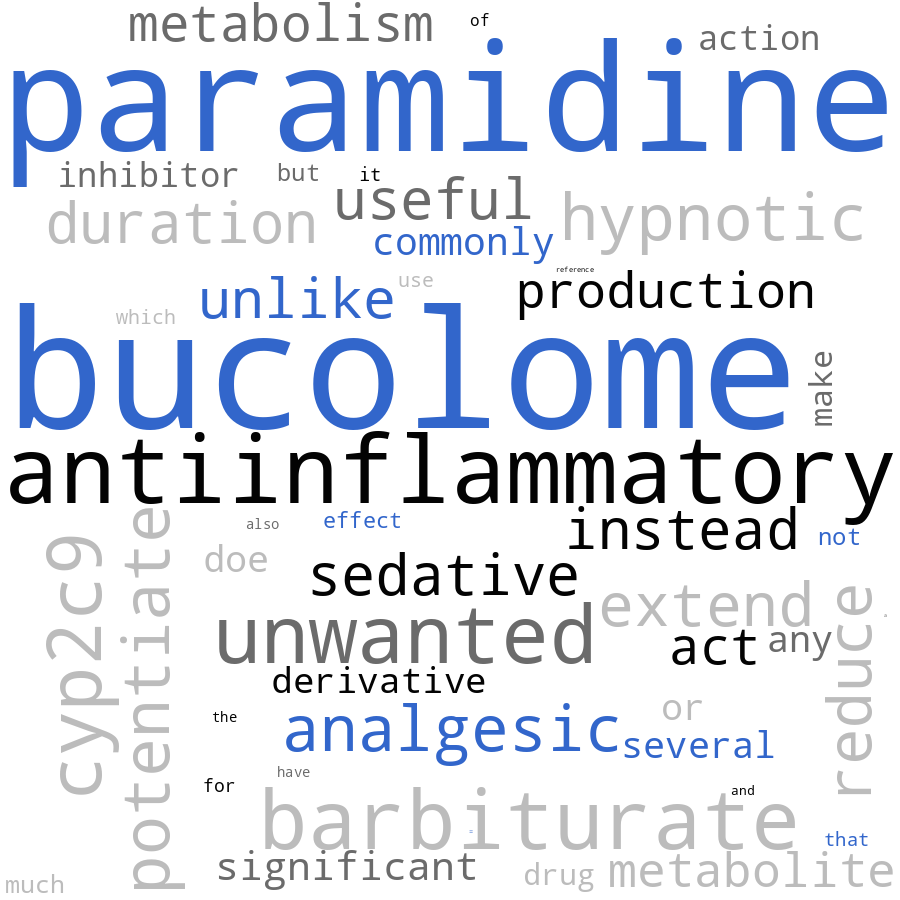 metabolism of
action
paramidine
inhibitor but it
useful
duration hypnotic
commonly
reference
unlike use production
which
bucolome
make
antiinflammatory
also effect instead not
cyp2c9
potentiate
doe sedative
extend
reduce
unwanted act any
derivative
the or
analgesic several
for have and
barbiturate
that
significant
much drug metabolite